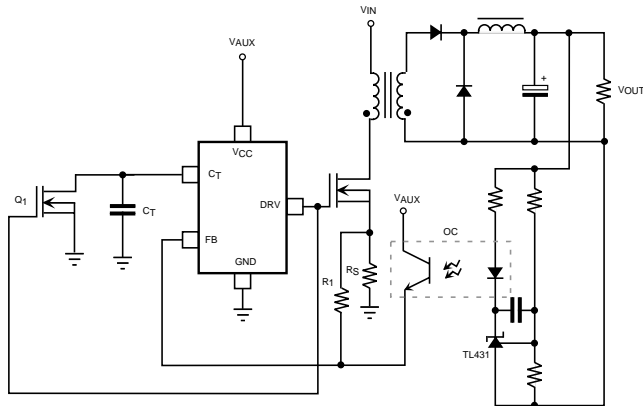 VIN
VAUX
+
VOUT
VCC
CT
Q1
CT
DRV
VAUX
FB
OC
GND
R1
RS
TL431